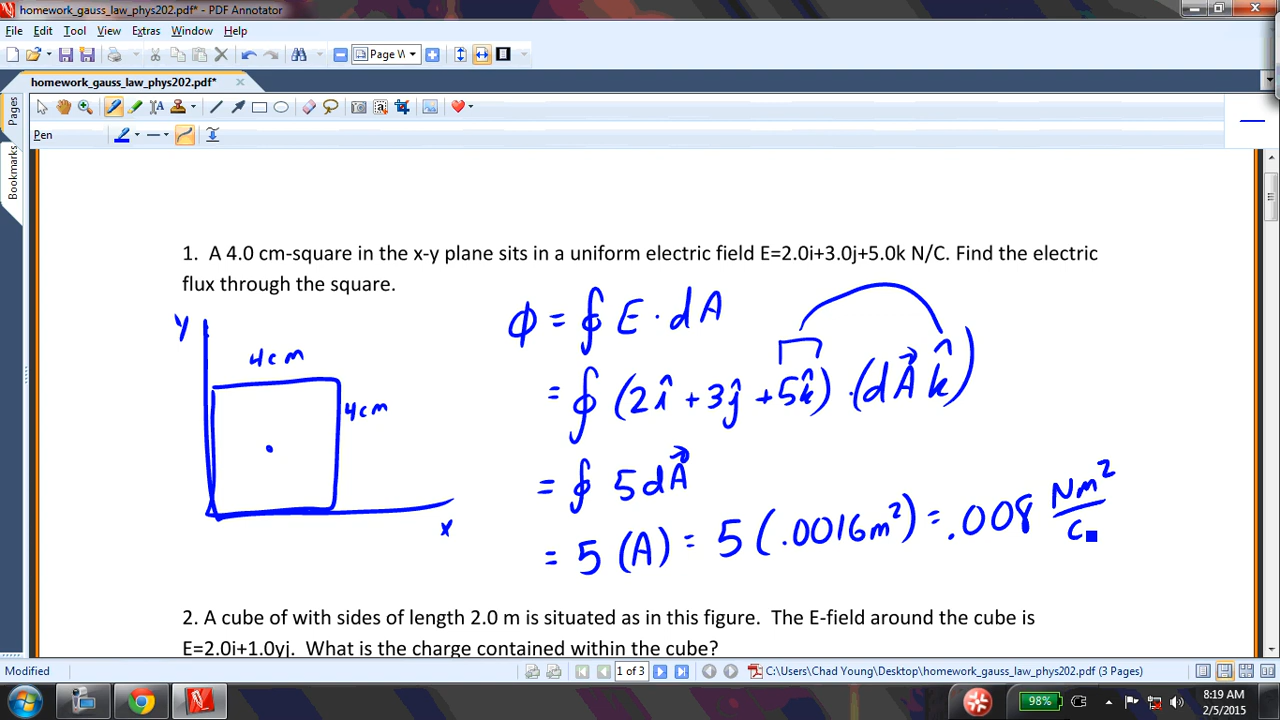 homework_gauss_law_phys202.pdf* - PDF Annotator
File Edit Tool View Extras Window Help
Page W
homework_gauss_law_phys202.pdf*
Pages
Bookmarks
Pen
1. A 4.0 cm-square in the x-y plane sits in a uniform electric field E=2.0i+3.0j+5.0k N/C. Find the electric
flux through the square.
y
4cm
4cm
x
ϕ = ∮ E · dA
= ∮ (2î + 3ĵ + 5k̂) · (dA⃗ k̂)
= ∮ 5dA⃗
= 5 (A) = 5 (.0016m²) = .008 Nm²/C
2. A cube of with sides of length 2.0 m is situated as in this figure. The E-field around the cube is
E=2.0i+1.0yj. What is the charge contained within the cube?
Modified
1 of 3
C:\Users\Chad Young\Desktop\homework_gauss_law_phys202.pdf (3 Pages)
98%
8:19 AM
2/5/2015